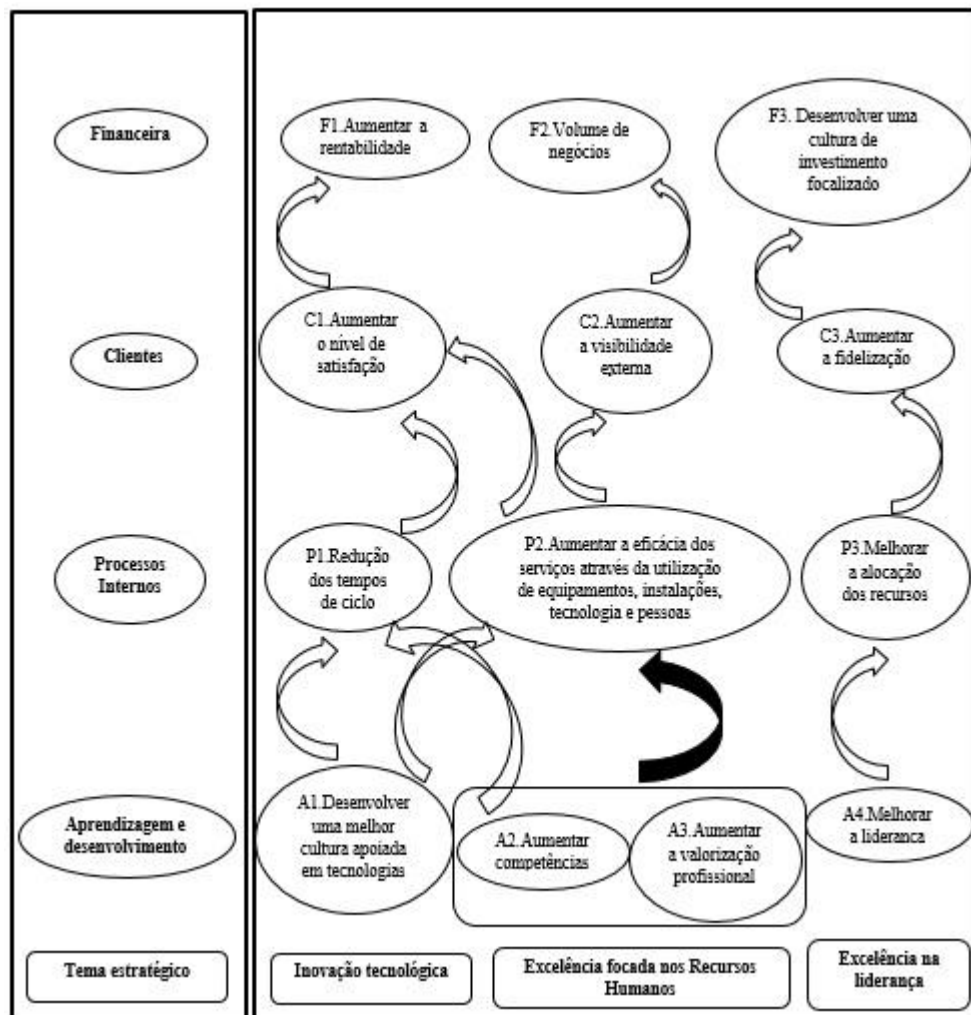 Financeira
F1.Aumentar a
rentabilidade
F2.Volume de
negócios
F3. Desenvolver uma
cultura de
investimento
focalizado
Clientes
C1.Aumentar
o nível de
satisfação
C2.Aumentar
a visibilidade
externa
C3.Aumentar
a fidelização
Processos
Internos
P1.Redução
dos tempos
de ciclo
P2.Aumentar a eficácia dos
serviços através da utilização
de equipamentos, instalações,
tecnologia e pessoas
P3.Melhorar
a alocação
dos recursos
Aprendizagem e
desenvolvimento
A1.Desenvolver
uma melhor
cultura apoiada
em tecnologias
A2.Aumentar
competências
A3.Aumentar
a valorização
profissional
A4.Melhorar
a lideranca
Tema estratégico
Inovação tecnológica
Excelência focada nos Recursos
Humanos
Excelência na
liderança